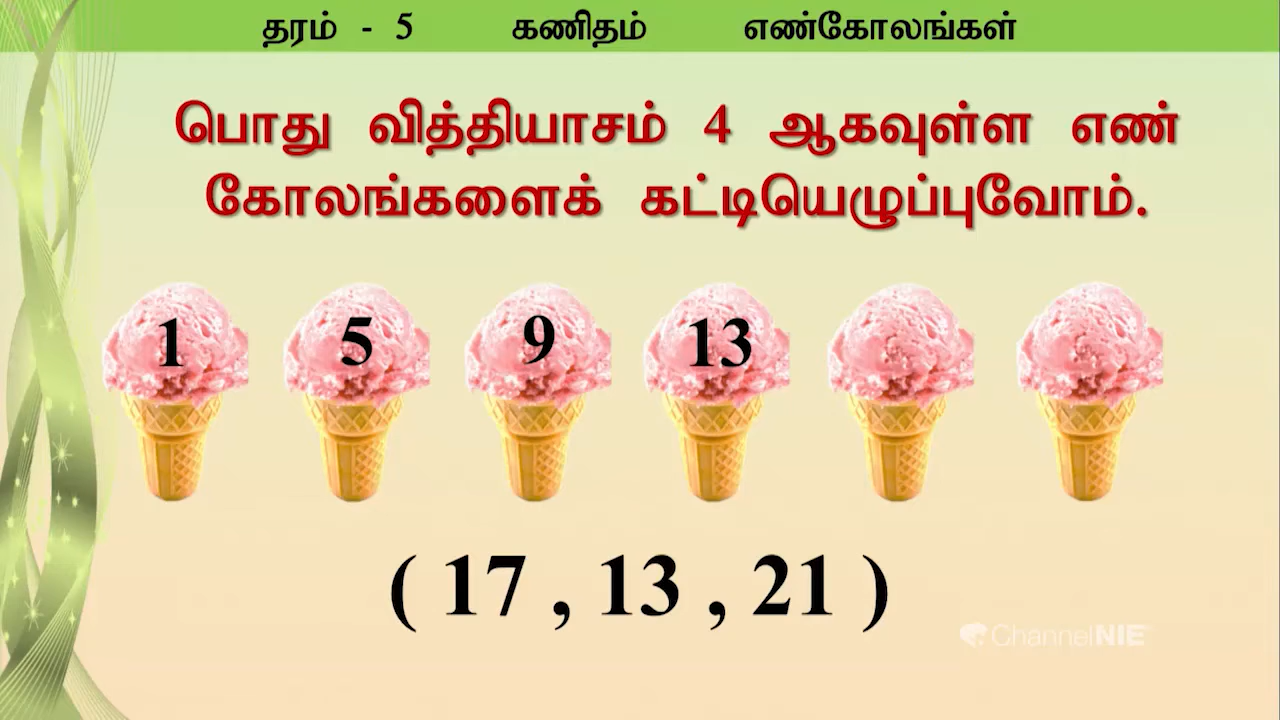 தரம் - 5 கணிதம் எண்கோலங்கள்
பொது வித்தியாசம் 4 ஆகவுள்ள எண்
கோலங்களைக் கட்டியெழுப்புவோம்.
1 5 9 13
( 17 , 13 , 21 )
ChannelNIE